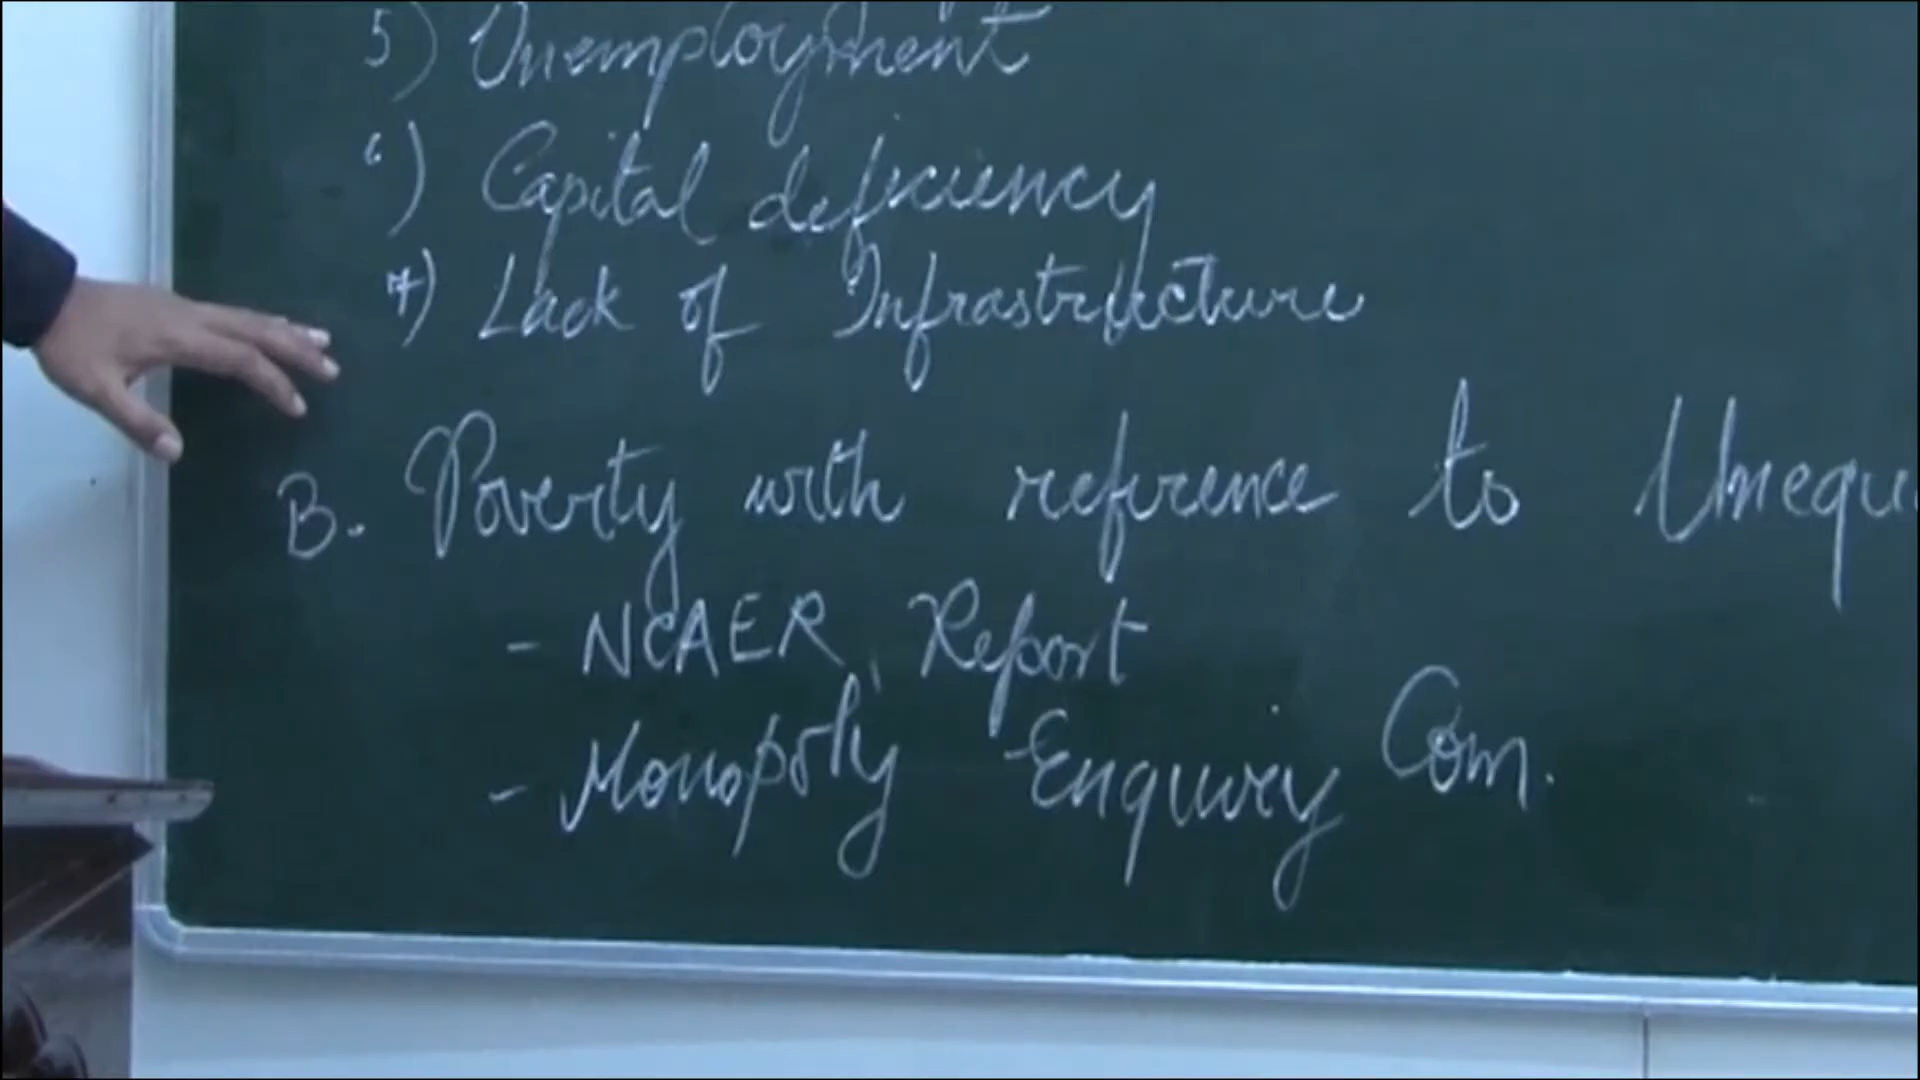 5) Unemployment
6) Capital deficiency
7) Lack of Infrastructure
B. Poverty with reference to Unequ
- NCAER Report
- Monopoly Enquiry Com.